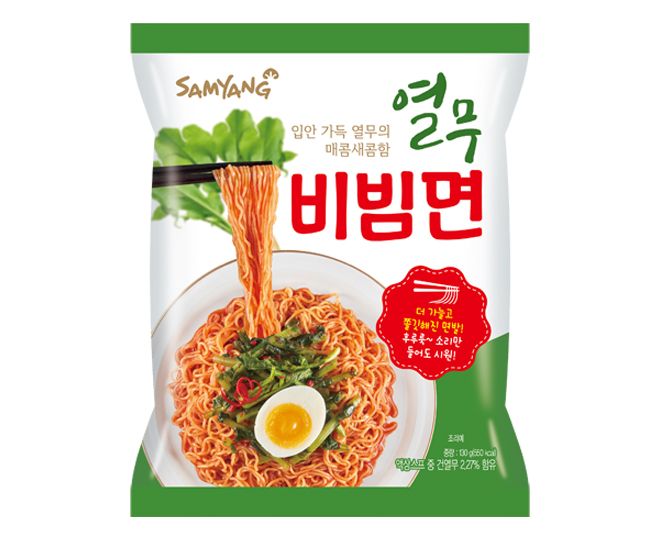 SAMYANG
열무
입안 가득 열무의
매콤새콤함
비빔면
더 가늘고
쫄깃해진 면발!
후루룩~ 소리만
들어도 시원!
조리예
중량 : 130 g (550 kcal)
액상스프 중 건열무 2.27% 함유